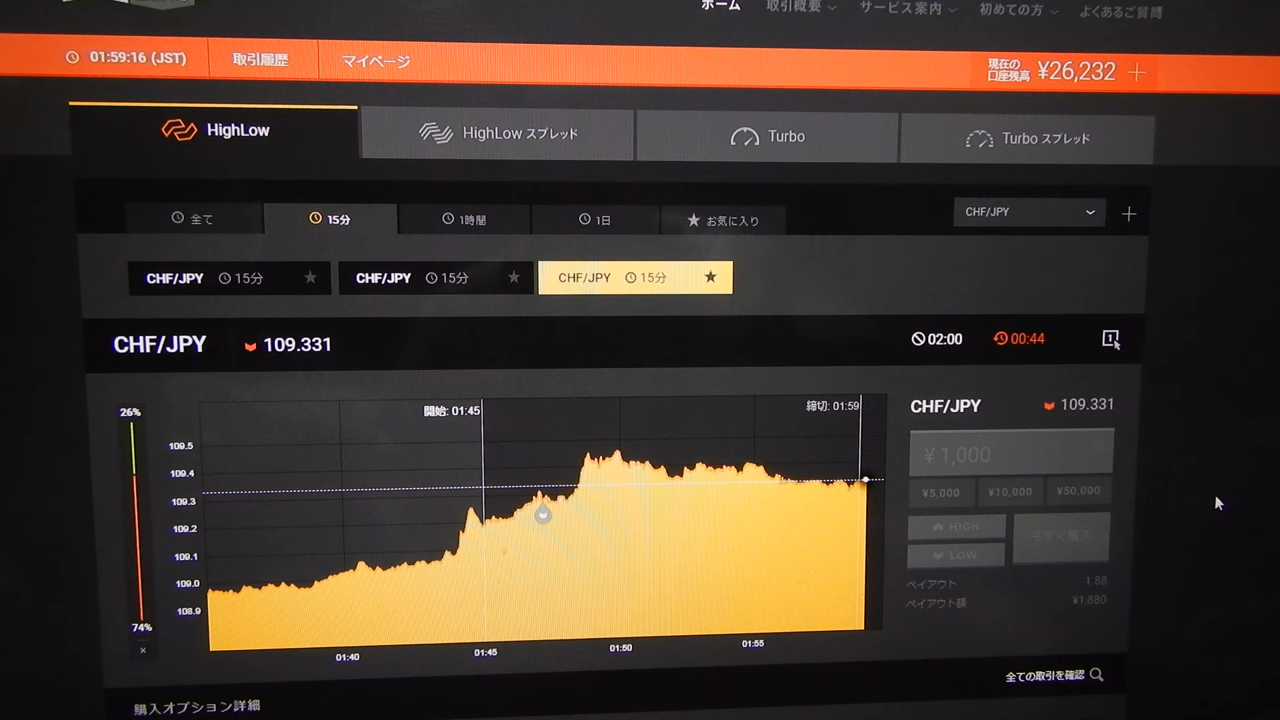 ホーム 取引概要 サービス案内 初めての方 よくあるご質問
01:59:16 (JST) 取引履歴 マイページ 現在の口座残高 ¥26,232
HighLow HighLow スプレッド Turbo Turbo スプレッド
全て 15分 1時間 1日 お気に入り CHF/JPY
CHF/JPY 15分 CHF/JPY 15分 CHF/JPY 15分
CHF/JPY 109.331 02:00 00:44 1
26% 開始: 01:45 締切: 01:59 CHF/JPY 109.331
109.5
109.4
109.3
109.2
109.1
109.0
108.9
74%
01:40 01:45 01:50 01:55
¥ 1,000
¥5,000 ¥10,000 ¥50,000
HIGH
LOW
今すぐ購入
ペイアウト 1.88
ペイアウト額 ¥1,880
全ての取引を確認
購入オプション詳細